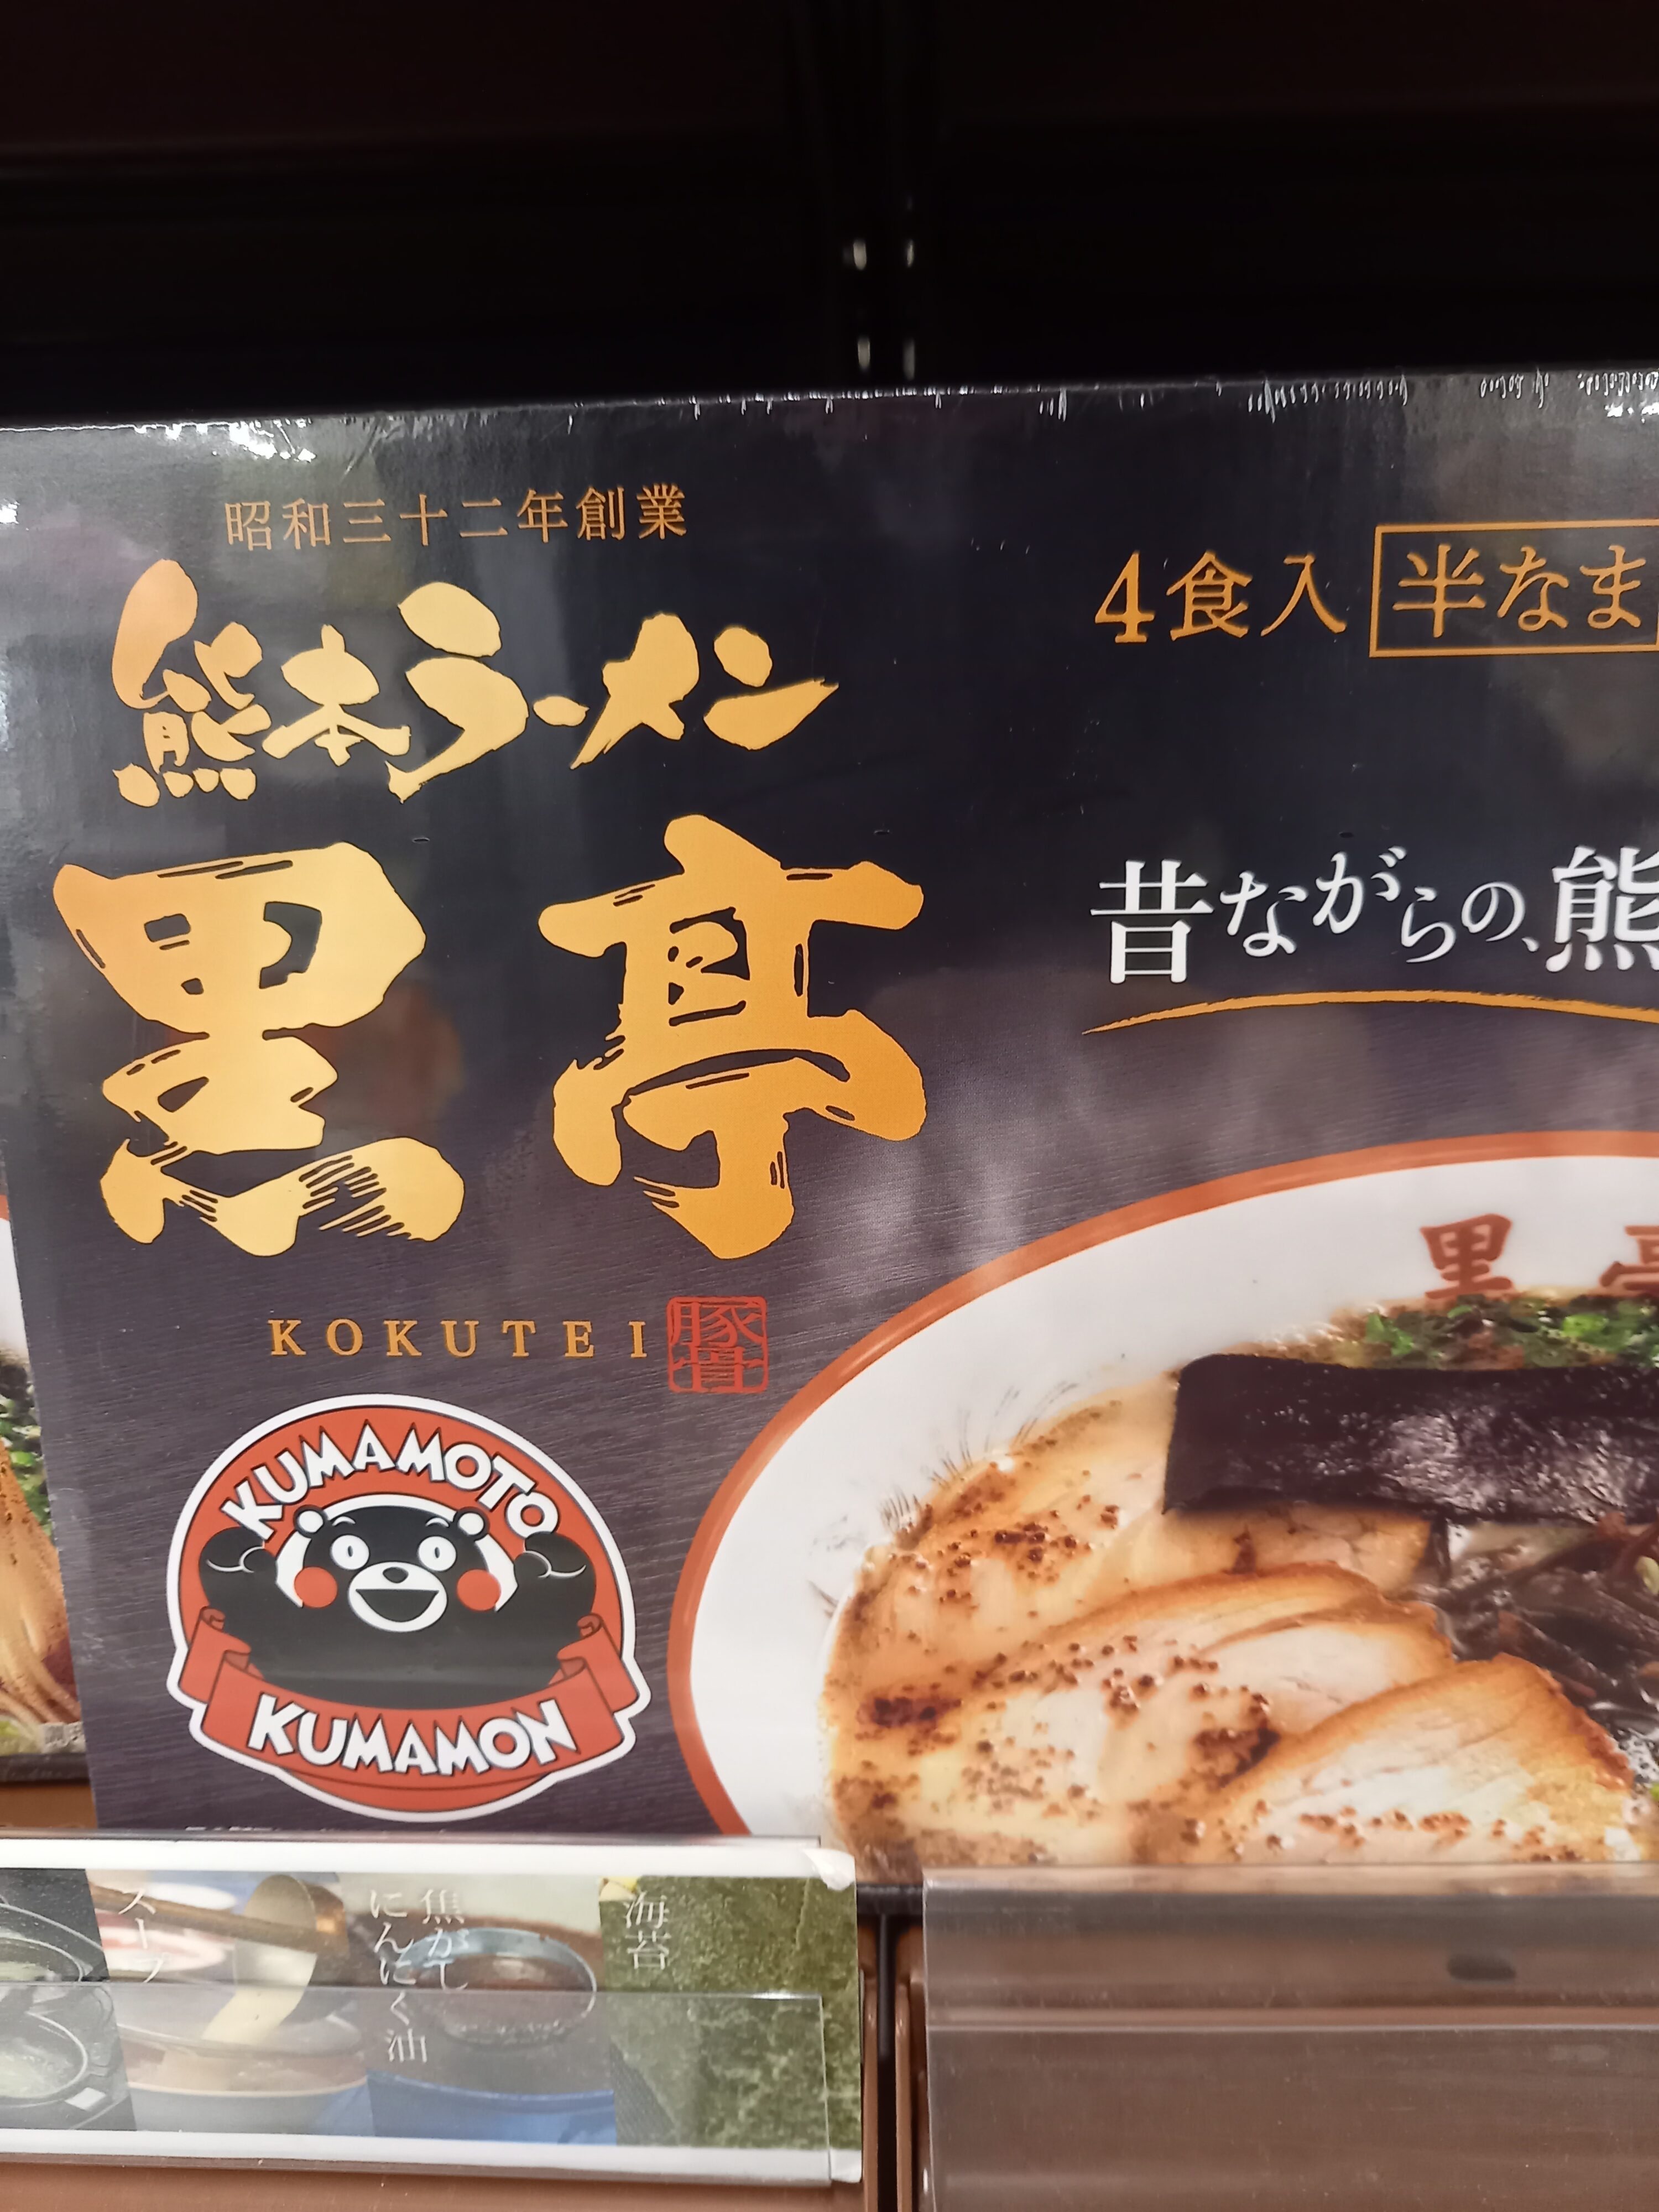 昭和三十二年創業
熊本ラーメン
黒亭
KOKUTEI
豚骨
4食入 半なま
昔ながらの、熊
黒亭
KUMAMOTO
KUMAMON
スープ
焦がし
にんにく油
海苔